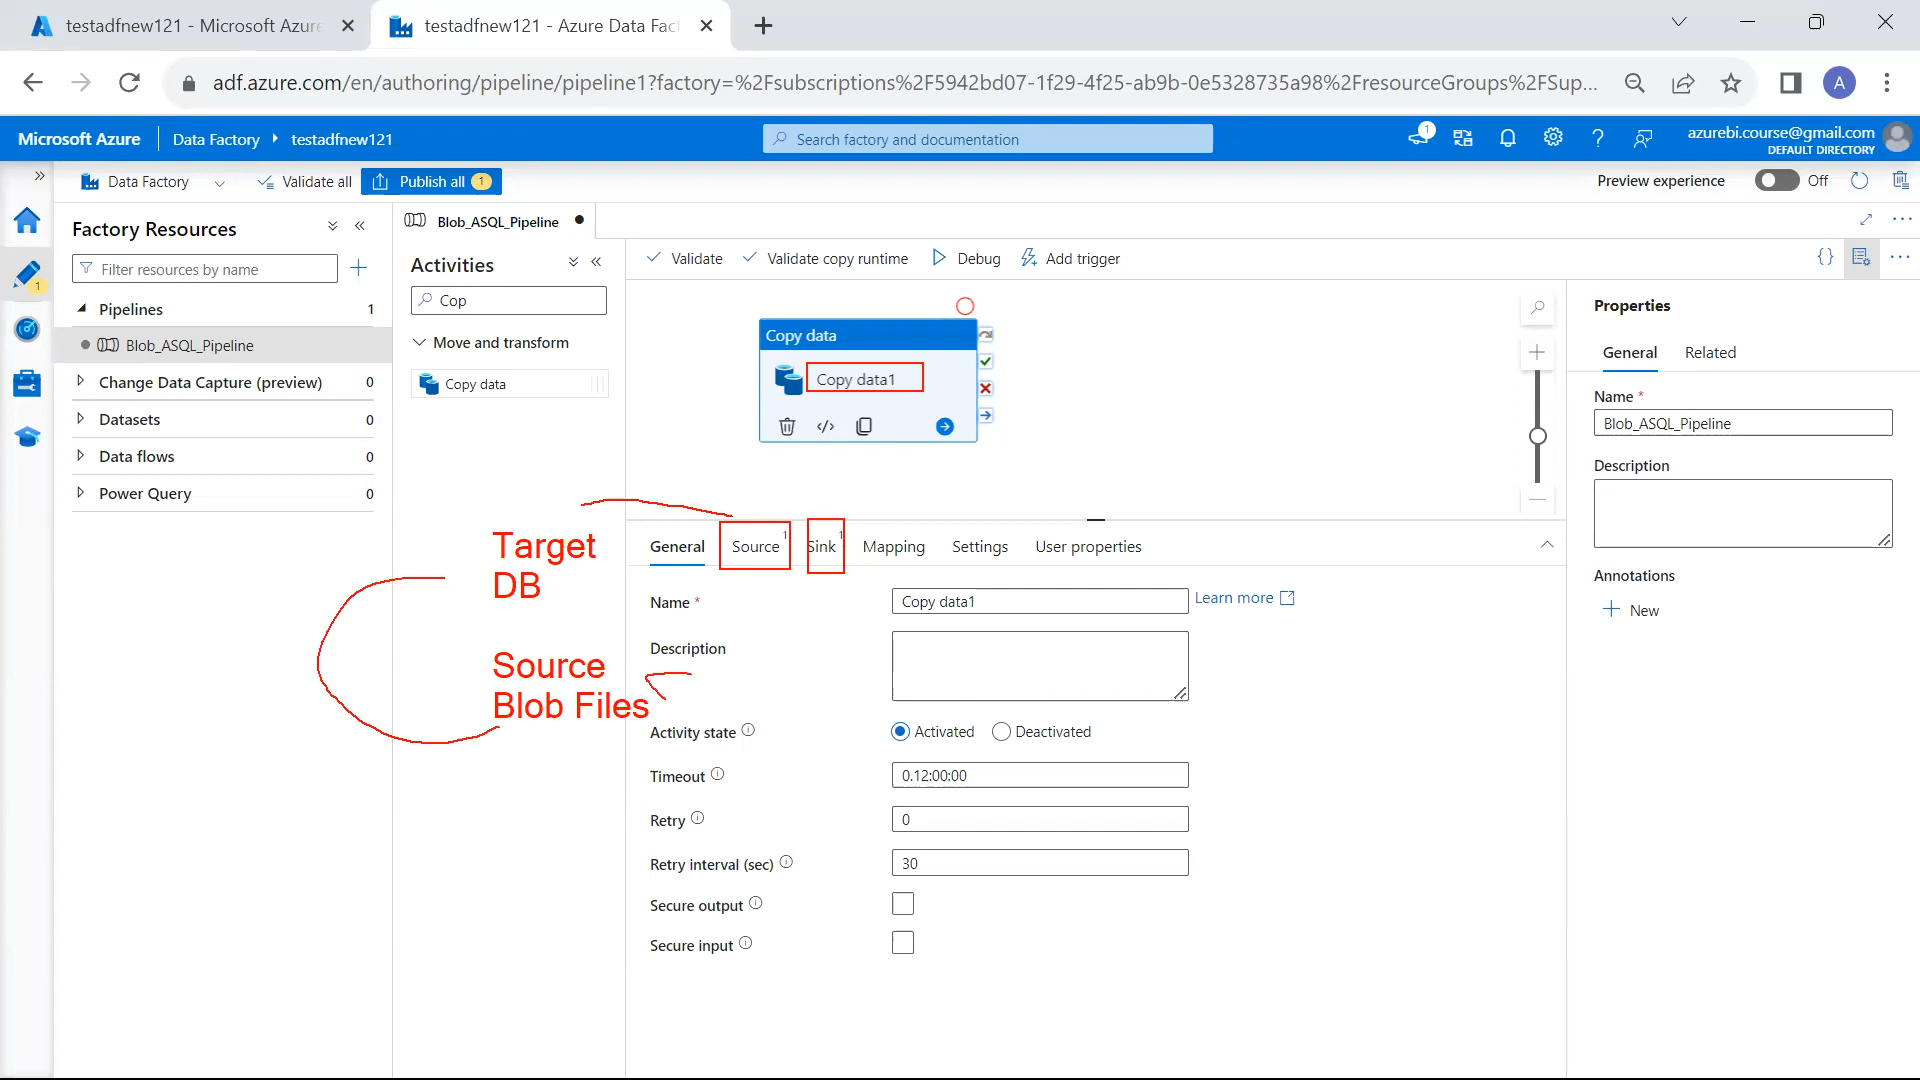 testadfnew121 - Microsoft Azure
testadfnew121 - Azure Data Fac
adf.azure.com/en/authoring/pipeline/pipeline1?factory=%2Fsubscriptions%2F5942bd07-1f29-4f25-ab9b-0e5328735a98%2FresourceGroups%2FSup...
A
Microsoft Azure
Data Factory
testadfnew121
Search factory and documentation
1
azurebi.course@gmail.com
DEFAULT DIRECTORY
Data Factory
Validate all
Publish all 1
Preview experience
Off
Factory Resources
Filter resources by name
1
Pipelines 1
Blob_ASQL_Pipeline
Change Data Capture (preview) 0
Datasets 0
Data flows 0
Power Query 0
Blob_ASQL_Pipeline
Activities
Cop
Move and transform
Copy data
Validate
Validate copy runtime
Debug
Add trigger
Copy data
Copy data1
Target
DB
Source
Blob Files
General
Source 1
Sink 1
Mapping
Settings
User properties
Name *
Copy data1
Learn more
Description
Activity state
Activated
Deactivated
Timeout
0.12:00:00
Retry
0
Retry interval (sec)
30
Secure output
Secure input
Properties
General
Related
Name *
Blob_ASQL_Pipeline
Description
Annotations
New